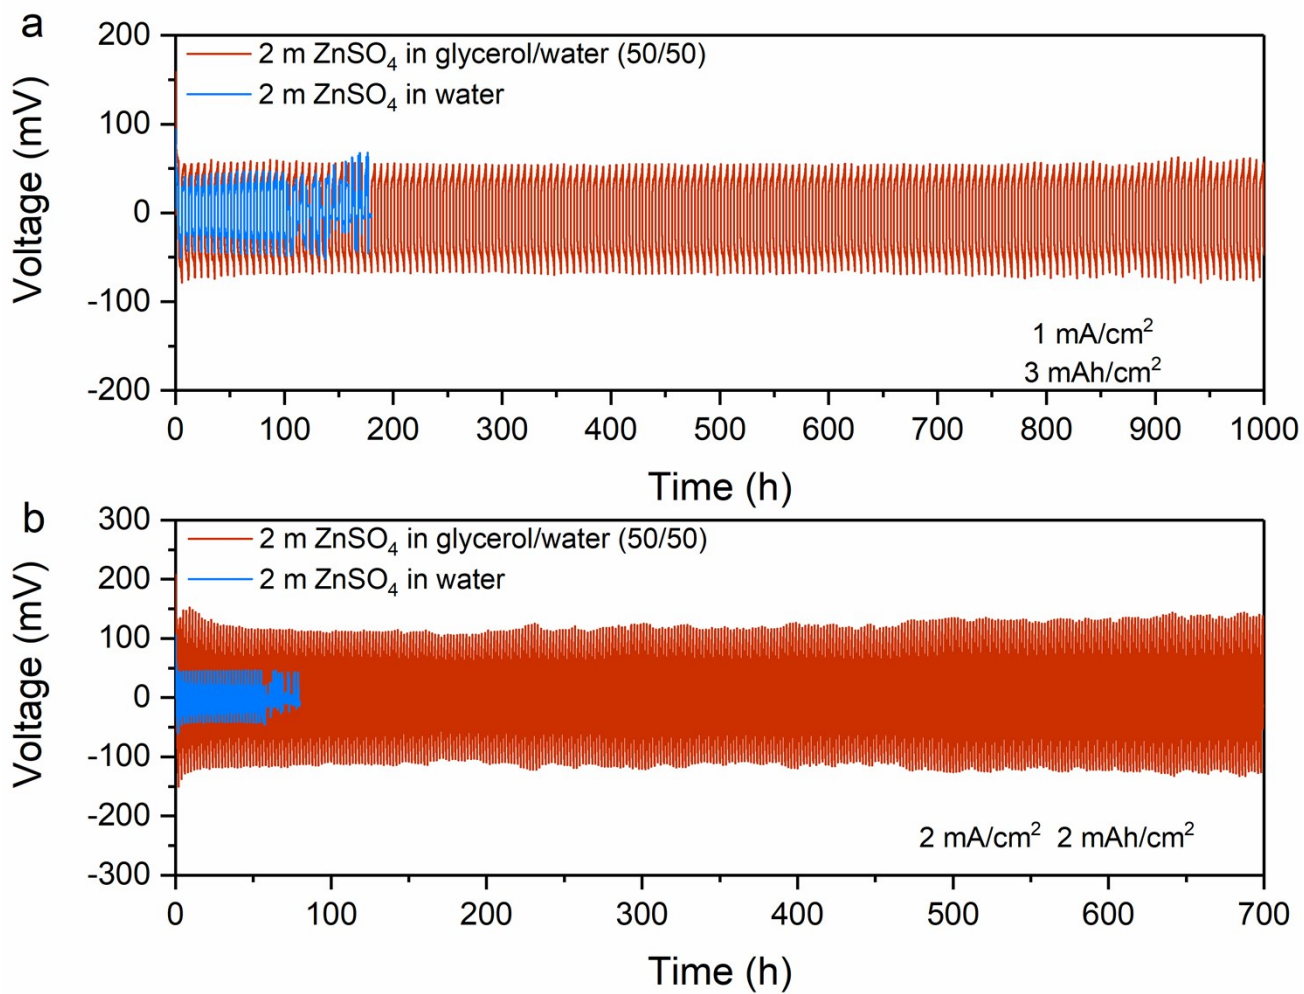 a
200
100
0
-100
-200
Voltage (mV)
2 m ZnSO₄ in glycerol/water (50/50)
2 m ZnSO₄ in water
1 mA/cm²
3 mAh/cm²
0 100 200 300 400 500 600 700 800 900 1000
Time (h)
b
300
200
100
0
-100
-200
-300
Voltage (mV)
2 m ZnSO₄ in glycerol/water (50/50)
2 m ZnSO₄ in water
2 mA/cm² 2 mAh/cm²
0 100 200 300 400 500 600 700
Time (h)